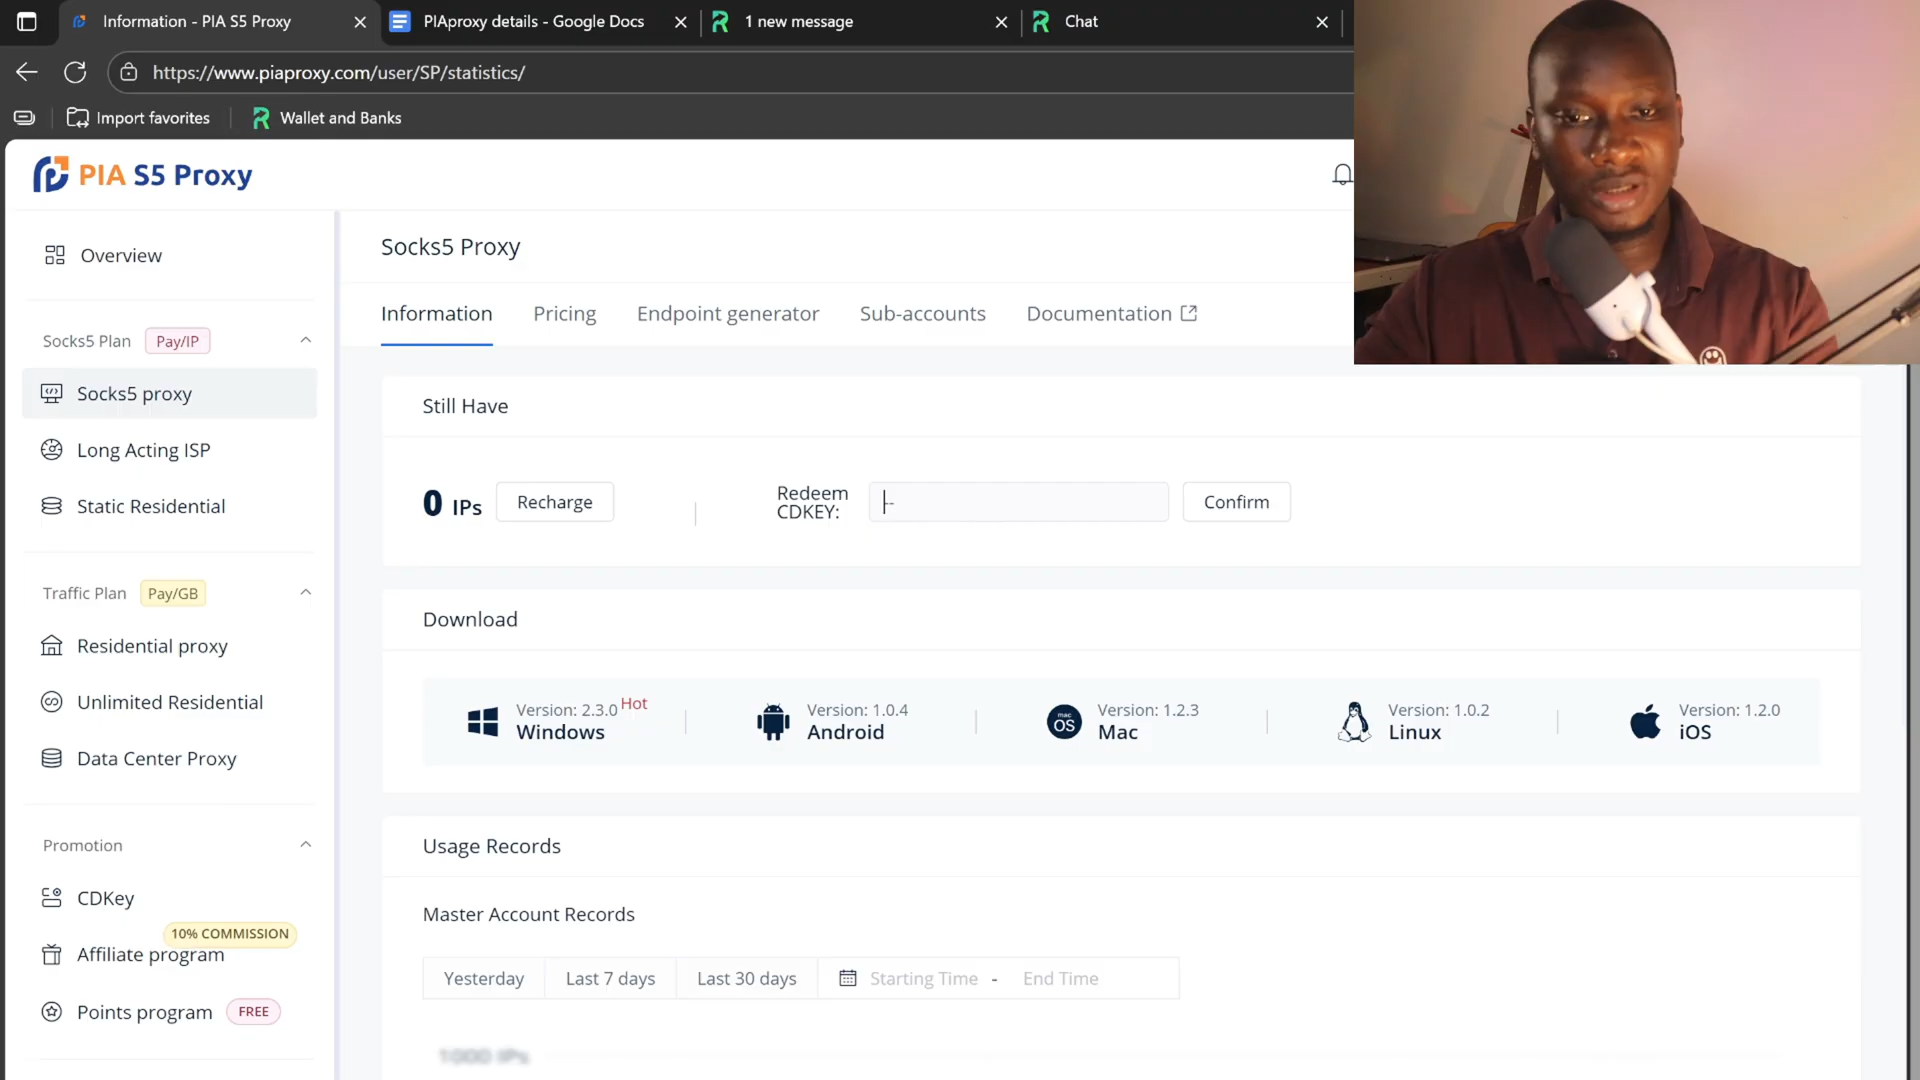 Information - PIA S5 Proxy
PIAproxy details - Google Docs
1 new message
Chat
https://www.piaproxy.com/user/SP/statistics/
Import favorites
Wallet and Banks
PIA S5 Proxy
Overview
Socks5 Plan Pay/IP
Socks5 proxy
Long Acting ISP
Static Residential
Traffic Plan Pay/GB
Residential proxy
Unlimited Residential
Data Center Proxy
Promotion
CDKey
10% COMMISSION
Affiliate program
Points program FREE
Socks5 Proxy
Information Pricing Endpoint generator Sub-accounts Documentation
Still Have
0 IPs Recharge
Redeem
CDKEY:
--
Confirm
Download
Version: 2.3.0 Hot
Windows
Version: 1.0.4
Android
mac
OS
Version: 1.2.3
Mac
Version: 1.0.2
Linux
Version: 1.2.0
iOS
Usage Records
Master Account Records
Yesterday Last 7 days Last 30 days Starting Time - End Time
1000 IPs